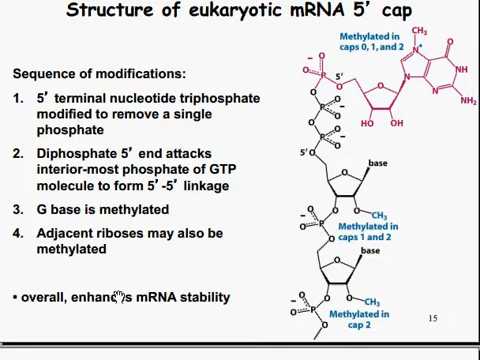 Structure of eukaryotic mRNA 5’ cap
Sequence of modifications:
1. 5’ terminal nucleotide triphosphate
modified to remove a single
phosphate
2. Diphosphate 5’ end attacks
interior-most phosphate of GTP
molecule to form 5’-5’ linkage
3. G base is methylated
4. Adjacent riboses may also be
methylated
• overall, enhances mRNA stability
Methylated in
caps 0, 1, and 2
CH3
O
N+
NH
N
N
NH2
O
O
P
O
5’
O
HO
OH
O
P
O
O
O
P
O
5’O
base
O
O
O
CH3
O
P
O
O
Methylated in
caps 1 and 2
base
O
O
O
CH3
O
P
O
O
Methylated in
cap 2
15